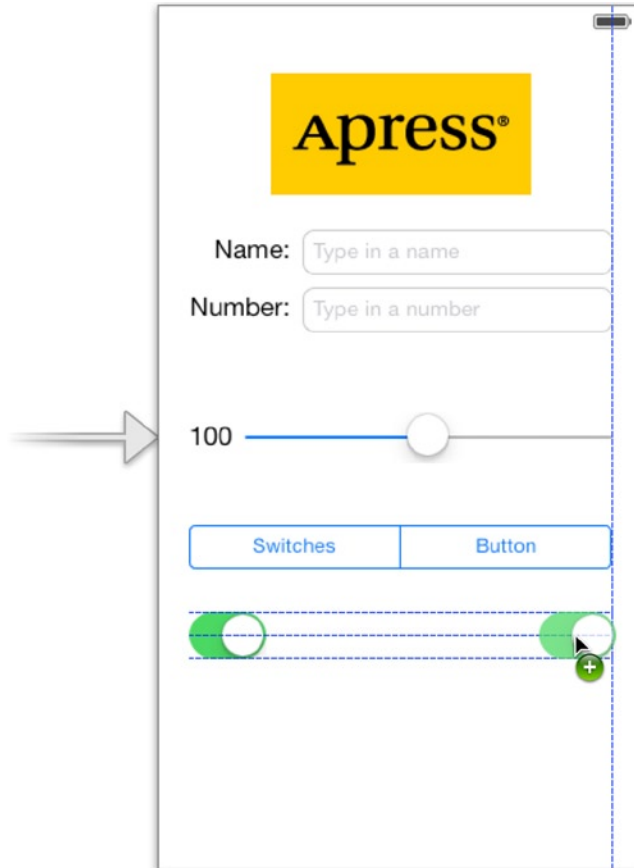 Apress®
Name: Type in a name
Number: Type in a number
100
Switches Button